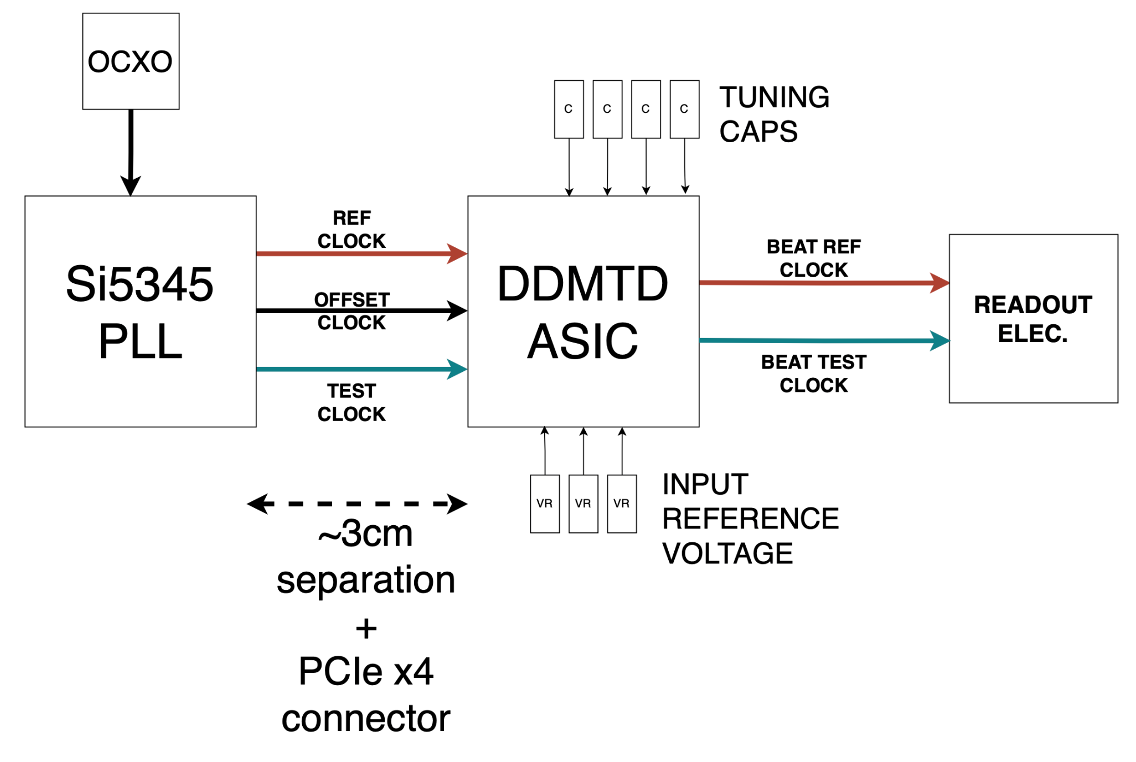 OCXO
Si5345
PLL
REF
CLOCK
OFFSET
CLOCK
TEST
CLOCK
~3cm
separation
+
PCIe x4
connector
C
C
C
C
TUNING
CAPS
DDMTD
ASIC
VR
VR
VR
INPUT
REFERENCE
VOLTAGE
BEAT REF
CLOCK
BEAT TEST
CLOCK
READOUT
ELEC.